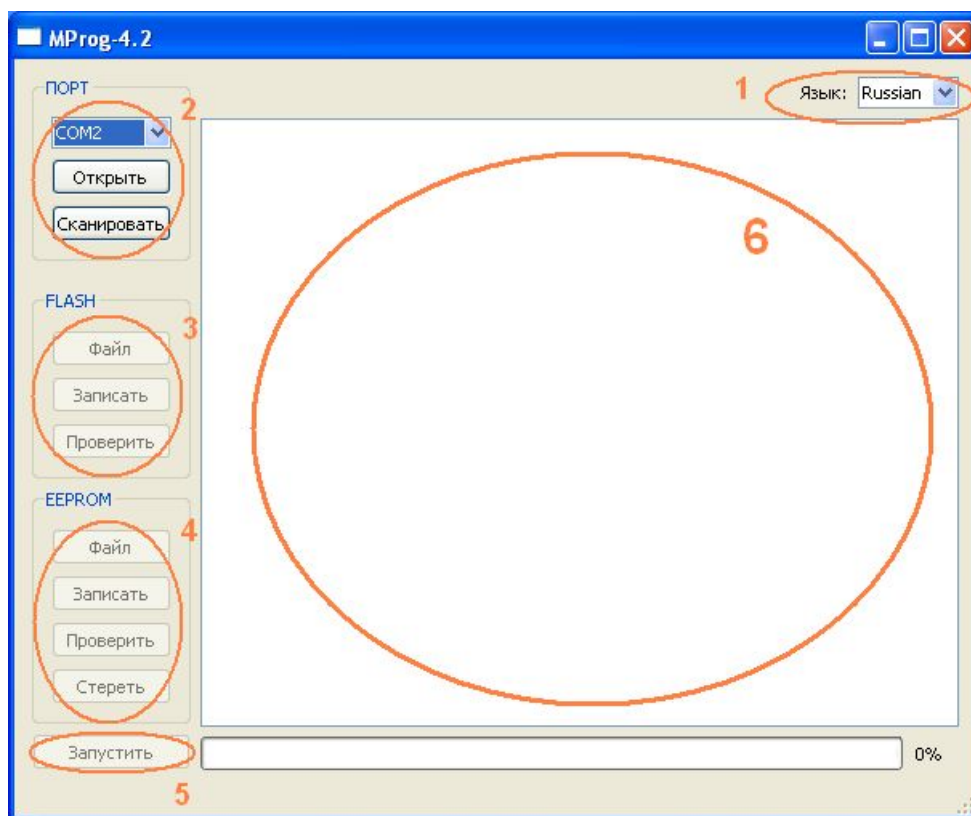 MProg-4.2
ПОРТ
1
Язык: Russian
2
COM2
Открыть
Сканировать
6
FLASH
3
Файл
Записать
Проверить
EEPROM
4
Файл
Записать
Проверить
Стереть
Запустить
0%
5